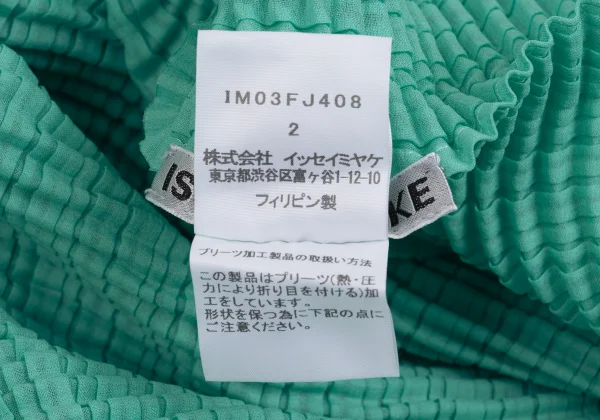 IM03FJ408
2
株式会社 イッセイミヤケ
東京都渋谷区富ヶ谷1-12-10
フィリピン製
IS KE
プリーツ加工製品の取扱い方法
この製品はプリーツ(熱・圧
力により折り目を付ける)加
工をしています。
形状を保つ為に下記の点に
ご注意ください。